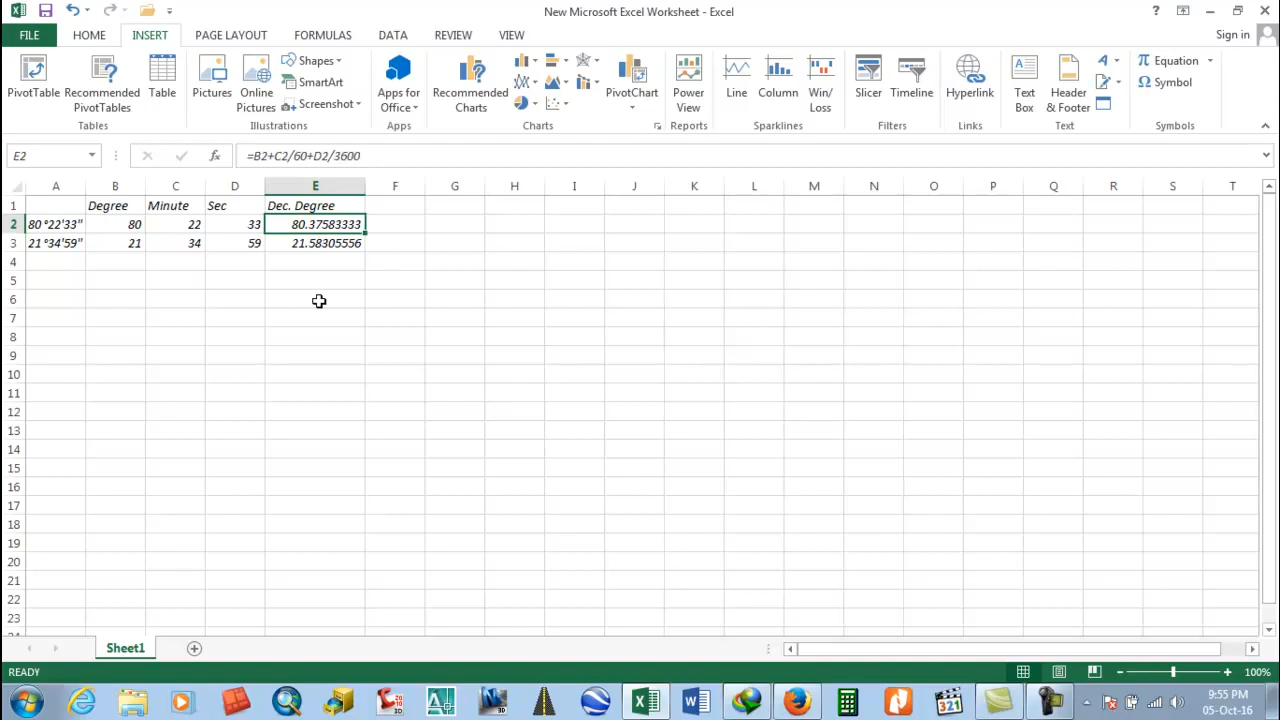 New Microsoft Excel Worksheet - Excel
?
FILE HOME INSERT PAGE LAYOUT FORMULAS DATA REVIEW VIEW Sign in
PivotTable Recommended PivotTables Table Pictures Online Pictures Shapes SmartArt Screenshot Apps for Office Recommended Charts PivotChart Power View Line Column Win/Loss Slicer Timeline Hyperlink Text Box Header & Footer Equation Symbol
Tables Illustrations Apps Charts Reports Sparklines Filters Links Text Symbols
E2 fx =B2+C2/60+D2/3600
A B C D E F G H I J K L M N O P Q R S T
1 Degree Minute Sec Dec. Degree
2 80°22'33" 80 22 33 80.37583333
3 21°34'59" 21 34 59 21.58305556
4
5
6
7
8
9
10
11
12
13
14
15
16
17
18
19
20
21
22
23
24
Sheet1
READY 100%
9:55 PM
05-Oct-16